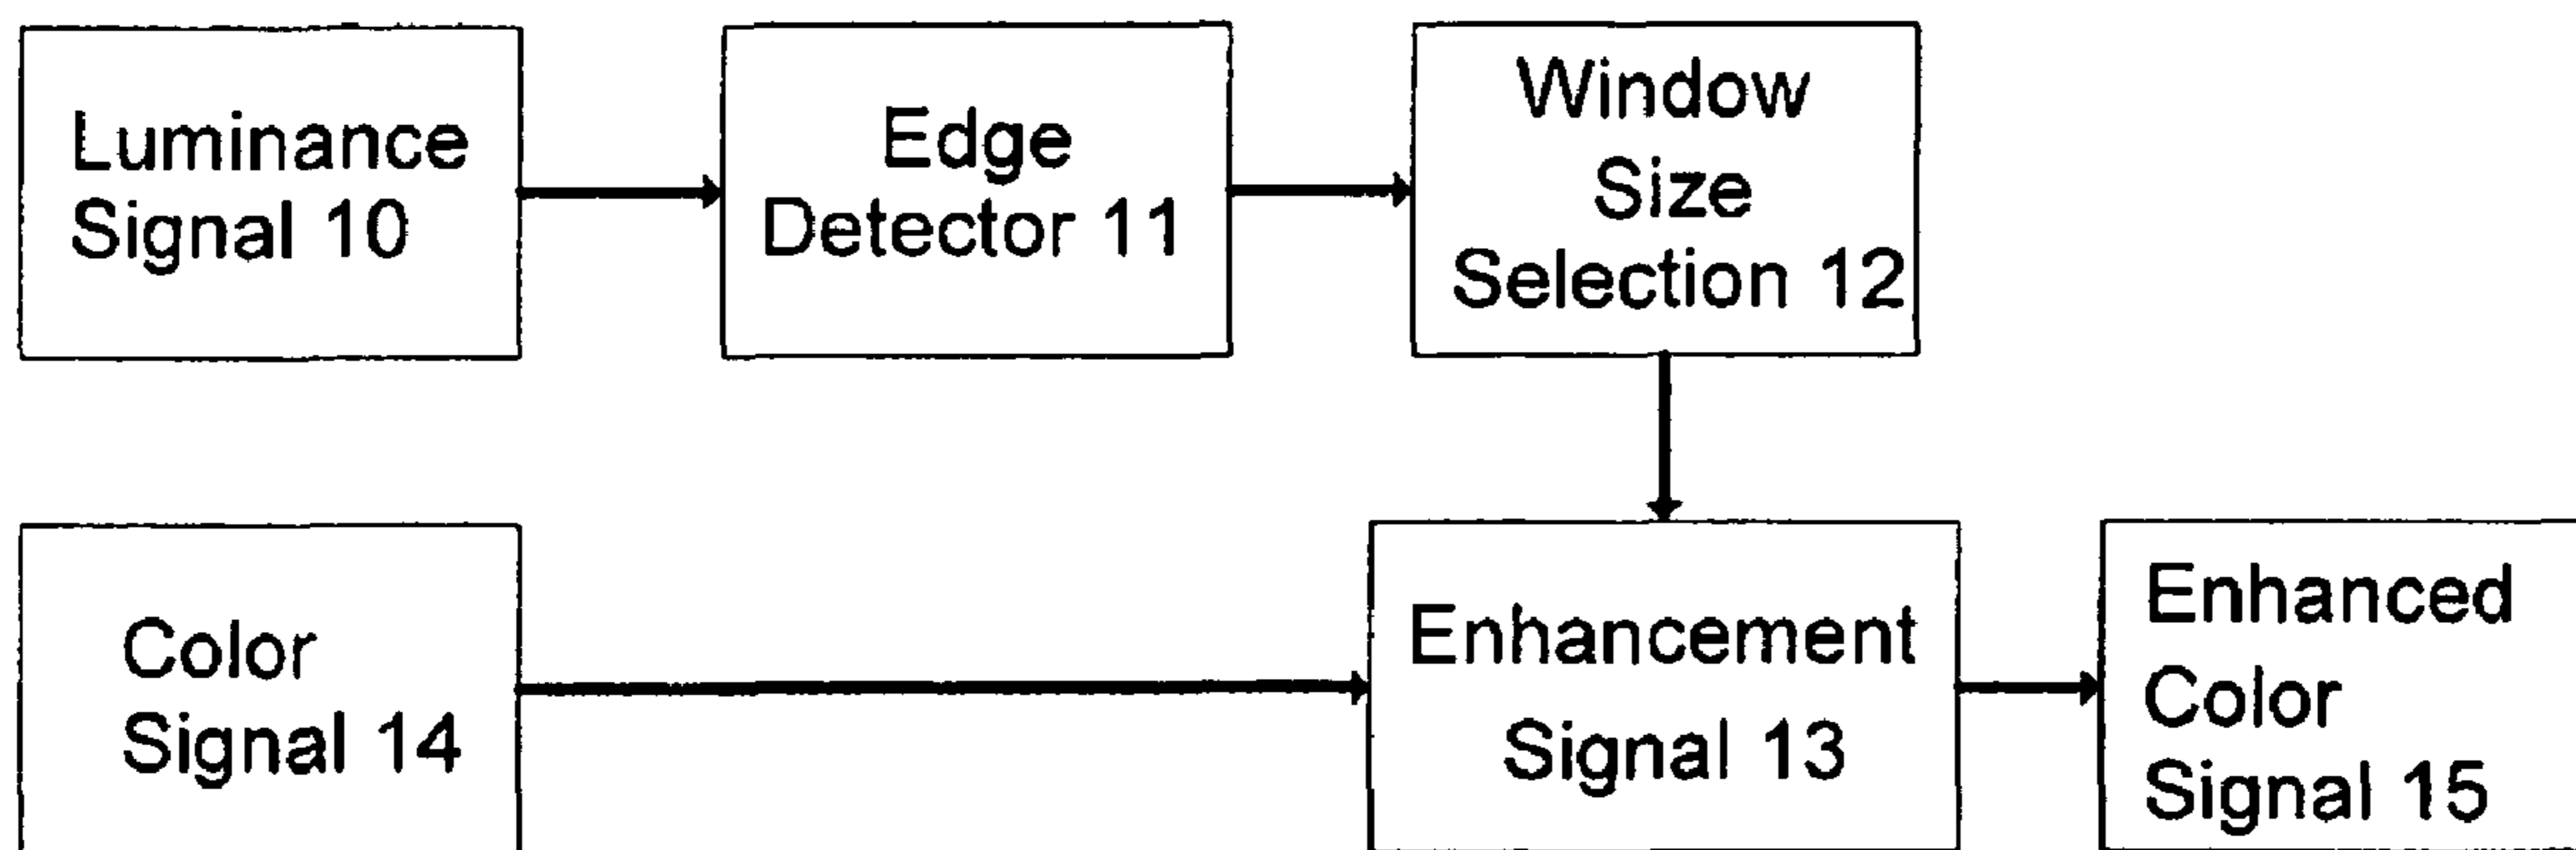 Luminance
Signal 10
Edge
Detector 11
Window
Size
Selection 12
Color
Signal 14
Enhancement
Signal 13
Enhanced
Color
Signal 15